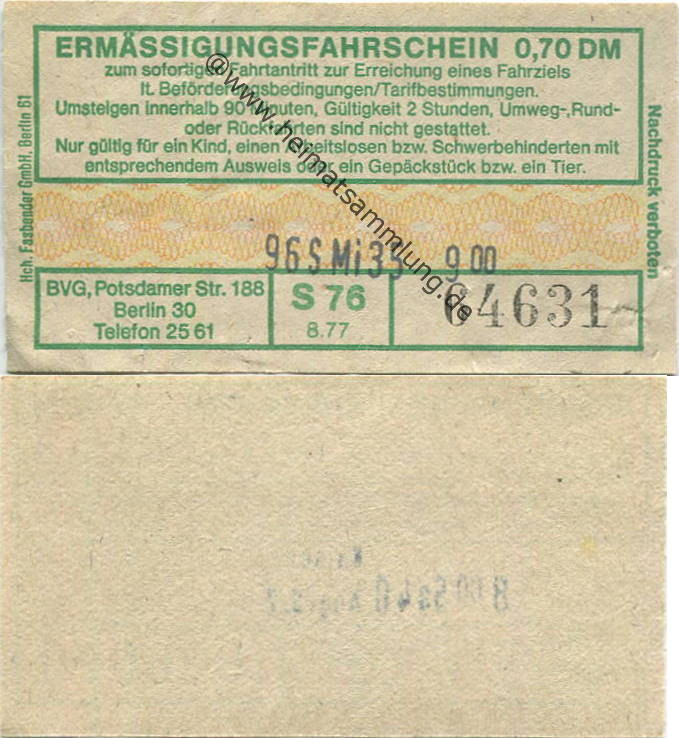 ERMÄSSIGUNGSFAHRSCHEIN 0,70 DM
zum sofortigen Fahrtantritt zur Erreichung eines Fahrziels
lt. Beförderungsbedingungen/Tarifbestimmungen.
Umsteigen innerhalb 90 Minuten, Gültigkeit 2 Stunden, Umweg-,Rund-
oder Rückfahrten sind nicht gestattet.
Nur gültig für ein Kind, einen Arbeitslosen bzw. Schwerbehinderten mit
entsprechendem Ausweis oder ein Gepäckstück bzw. ein Tier.
Hch. Fasbender GmbH, Berlin 61
Nachdruck verboten
@www.heimatsammlung.de
96S Mi 35 9 00
BVG, Potsdamer Str. 188
Berlin 30
Telefon 25 61
S 76
8.77
64631